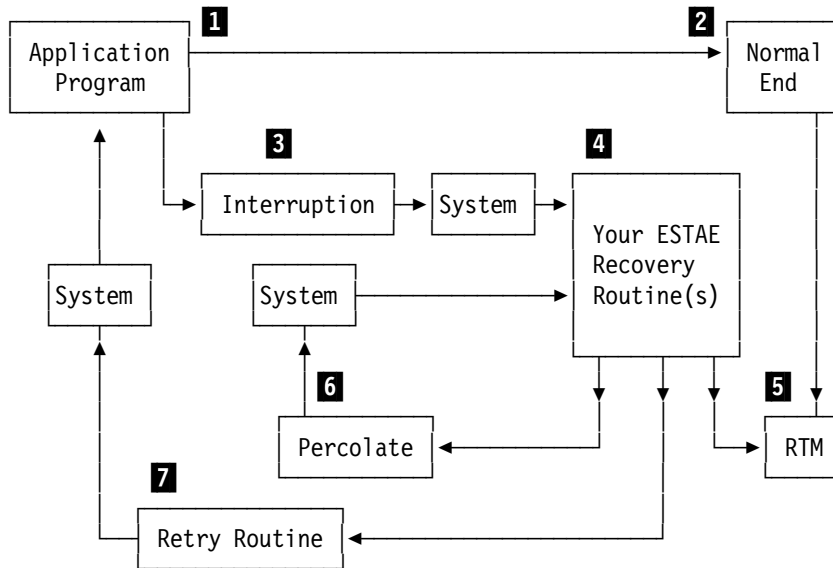 1
2
Application
Program
Normal
End
3
4
Interruption
System
Your ESTAE
Recovery
Routine(s)
System
System
6
5
Percolate
RTM
7
Retry Routine